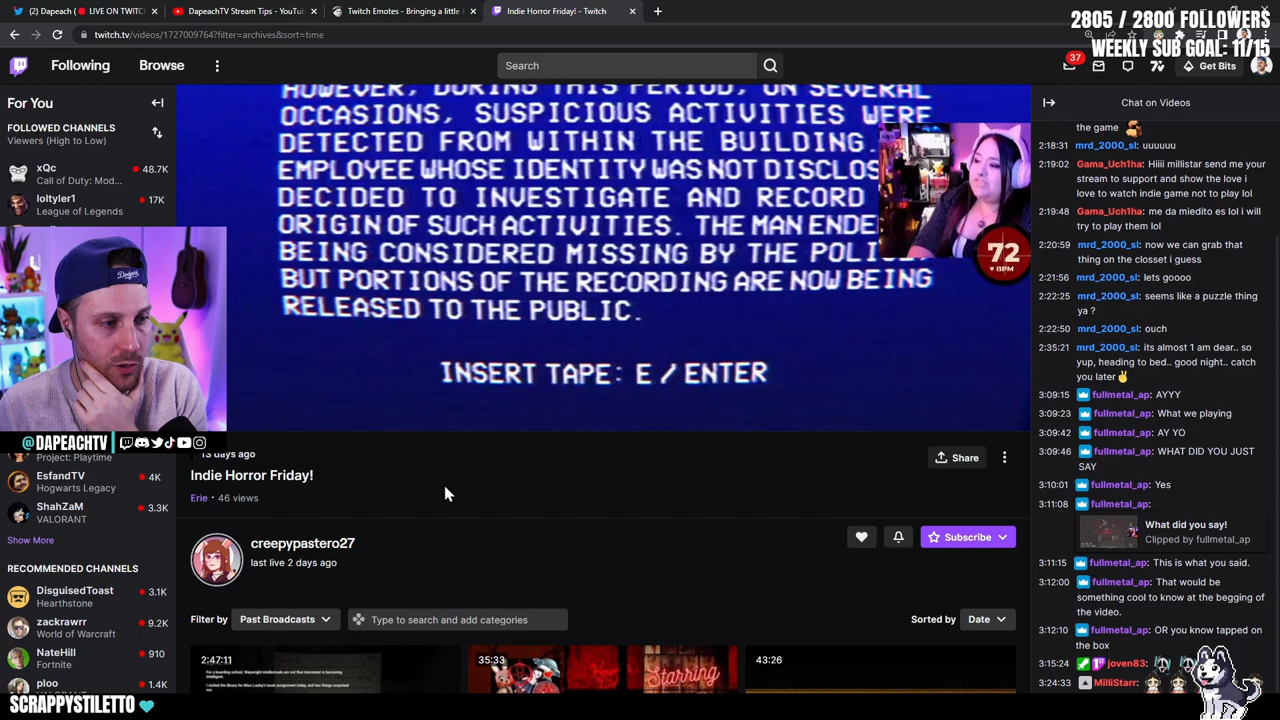 (2) Dapeach ( LIVE ON TWITCH
DapeachTV Stream Tips - YouTu
Twitch Emotes - Bringing a little
Indie Horror Friday! - Twitch
twitch.tv/videos/1727009764?filter=archives&sort=time
2805 / 2800 FOLLOWERS
WEEKLY SUB GOAL: 11/15
Following
Browse
Search
37
Get Bits
For You
FOLLOWED CHANNELS
Viewers (High to Low)
xQc
48.7K
Call of Duty: Mod...
loltyler1
17K
League of Legends
@DAPEACHTV
Project: Playtime
EsfandTV
4K
Hogwarts Legacy
ShahZaM
3.3K
VALORANT
Show More
RECOMMENDED CHANNELS
DisguisedToast
3.1K
Hearthstone
zackrawrr
9.2K
World of Warcraft
NateHill
910
Fortnite
ploo
1.4K
SCRAPPYSTILETTO
HOWEVER, DURING THIS PERIOD, ON SEVERAL
OCCASIONS, SUSPICIOUS ACTIVITIES WERE
DETECTED FROM WITHIN THE BUILDING.
EMPLOYEE WHOSE IDENTITY WAS NOT DISCLOS
DECIDED TO INVESTIGATE AND RECORD
ORIGIN OF SUCH ACTIVITIES. THE MAN ENDE
BEING CONSIDERED MISSING BY THE POLI
BUT PORTIONS OF THE RECORDING ARE NOW BEING
RELEASED TO THE PUBLIC.
INSERT TAPE: E / ENTER
72
BPM
13 days ago
Indie Horror Friday!
Erie • 46 views
Share
creepypastero27
last live 2 days ago
Subscribe
Filter by
Past Broadcasts
Type to search and add categories
Sorted by
Date
2:47:11
35:33
Starring
43:26
Chat on Videos
the game
2:18:31 mrd_2000_sl: uuuuuu
2:19:02 Gama_Uch1ha: Hiiii millistar send me your
stream to support and show the love i
love to watch indie game not to play lol
2:19:48 Gama_Uch1ha: me da miedito es lol i will
try to play them lol
2:20:59 mrd_2000_sl: now we can grab that
thing on the closset i guess
2:21:56 mrd_2000_sl: lets goooo
2:22:25 mrd_2000_sl: seems like a puzzle thing
ya ?
2:22:50 mrd_2000_sl: ouch
2:35:21 mrd_2000_sl: its almost 1 am dear.. so
yup, heading to bed.. good night.. catch
you later
3:09:15 fullmetal_ap: AYYY
3:09:23 fullmetal_ap: What we playing
3:09:42 fullmetal_ap: AY YO
3:09:46 fullmetal_ap: WHAT DID YOU JUST
SAY
3:10:01 fullmetal_ap: Yes
3:11:08 fullmetal_ap:
What did you say!
Clipped by fullmetal_ap
3:11:15 fullmetal_ap: This is what you said.
3:12:00 fullmetal_ap: That would be
something cool to know at the begging of
the video.
3:12:10 fullmetal_ap: OR you know tapped on
the box
3:14:24 joven83:
3:24:33 MilliStarr: